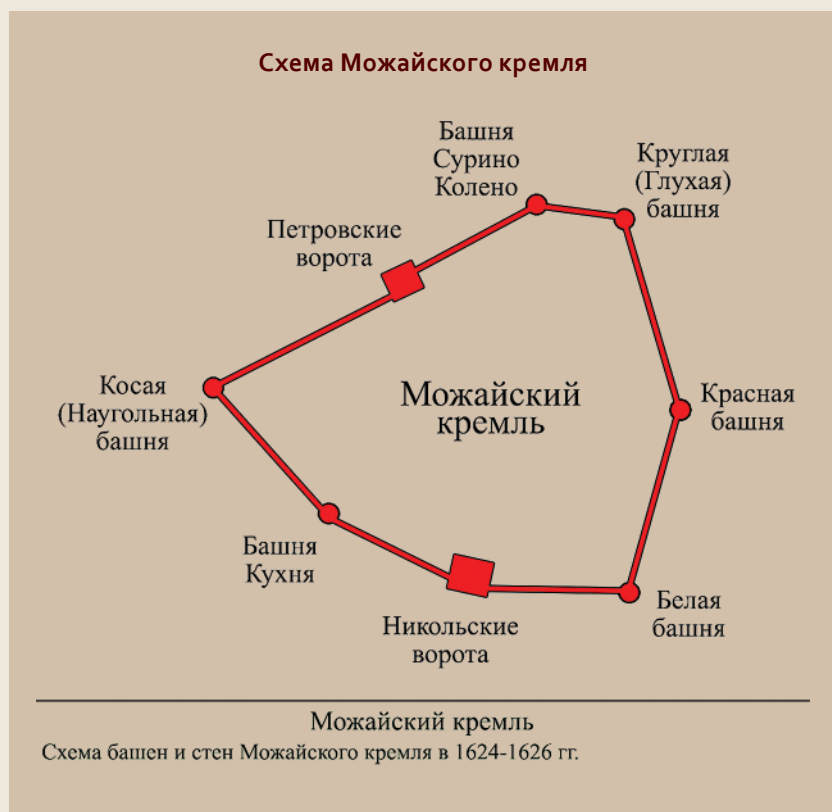 Схема Можайского кремля
Башня
Сурино
Колено
Круглая
(Глухая)
башня
Петровские
ворота
Косая
(Наугольная)
башня
Можайский
кремль
Красная
башня
Башня
Кухня
Никольские
ворота
Белая
башня
Можайский кремль
Схема башен и стен Можайского кремля в 1624-1626 гг.